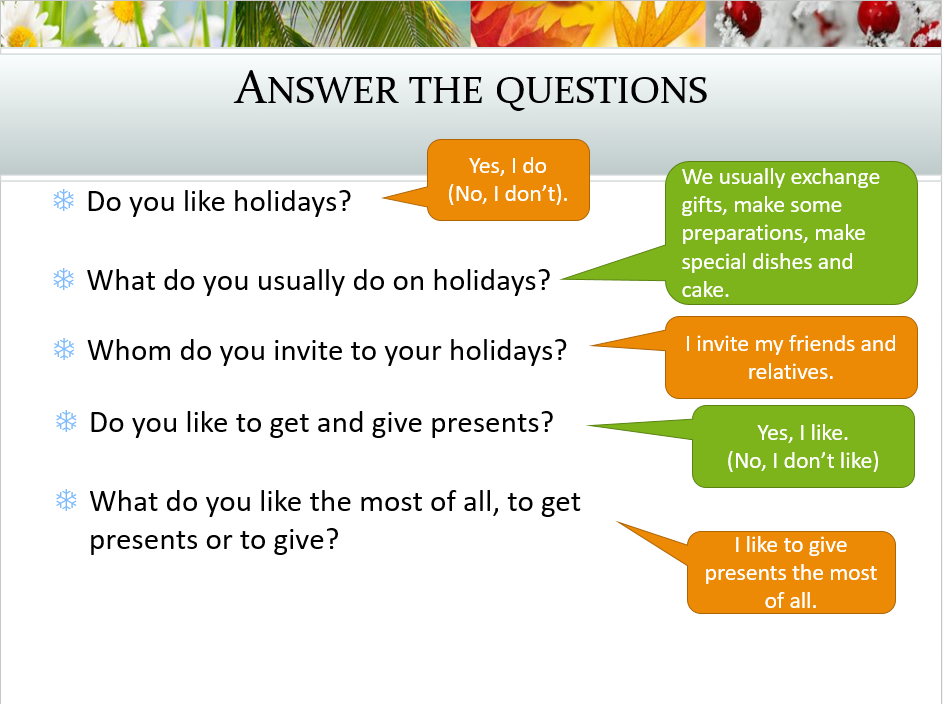 ANSWER THE QUESTIONS
Yes, I do
(No, I don’t).
Do you like holidays?
We usually exchange
gifts, make some
preparations, make
special dishes and
cake.
What do you usually do on holidays?
Whom do you invite to your holidays?
I invite my friends and
relatives.
Do you like to get and give presents?
Yes, I like.
(No, I don’t like)
What do you like the most of all, to get
presents or to give?
I like to give
presents the most
of all.